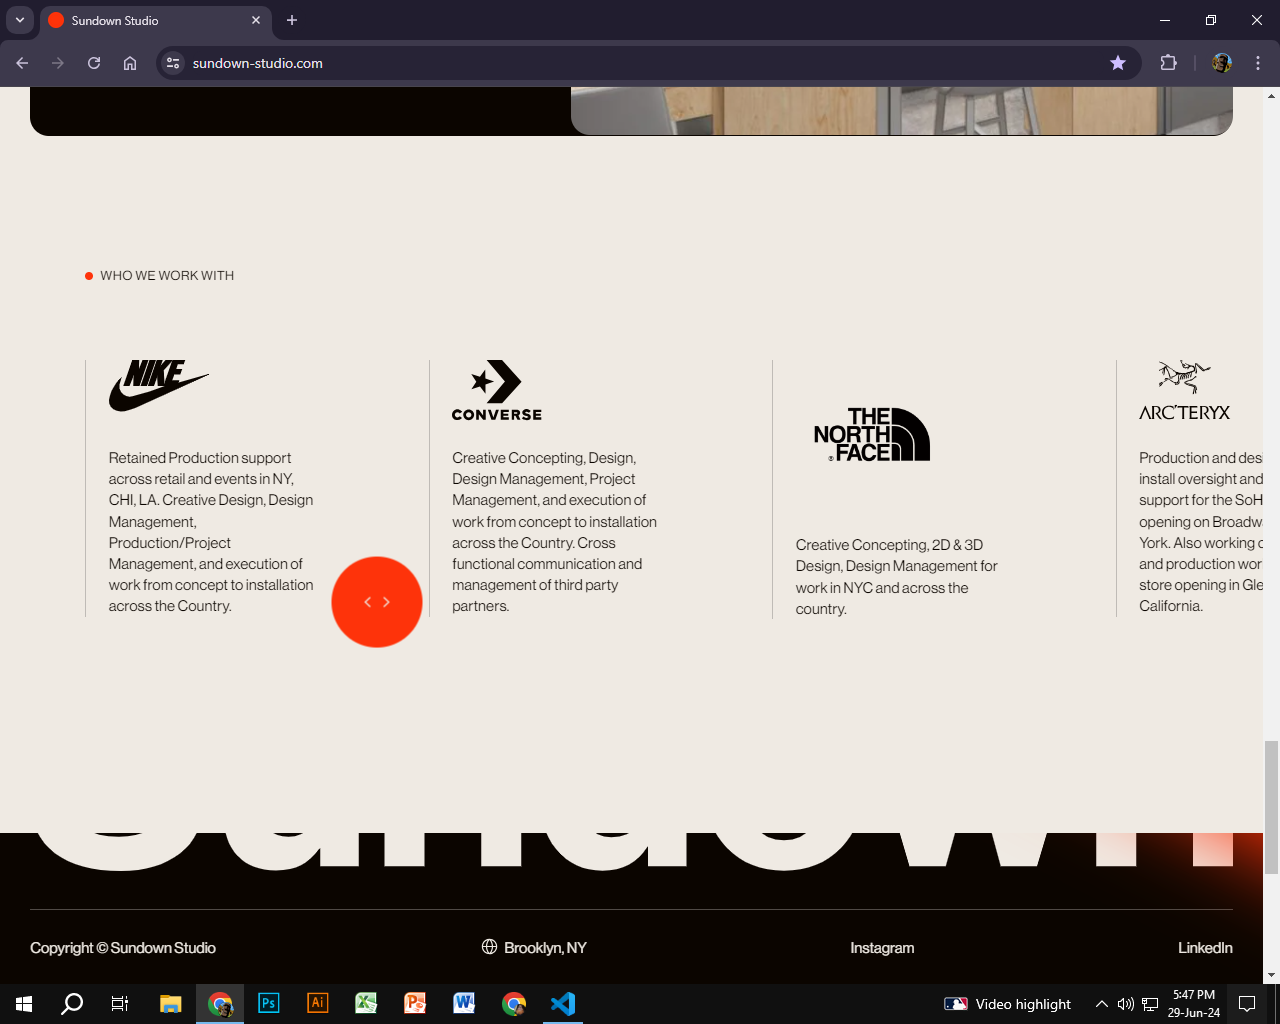 Sundown Studio
sundown-studio.com
WHO WE WORK WITH
NIKE
Retained Production support
across retail and events in NY,
CHI, LA. Creative Design, Design
Management,
Production/Project
Management, and execution of
work from concept to installation
across the Country.
CONVERSE
Creative Concepting, Design,
Design Management, Project
Management, and execution of
work from concept to installation
across the Country. Cross
functional communication and
management of third party
partners.
THE
NORTH
FACE
®
Creative Concepting, 2D & 3D
Design, Design Management for
work in NYC and across the
country.
ARC'TERYX
Production and
install oversight and
support for the
opening on
York. Also working
and production
store opening in
California.
Sundown
Copyright © Sundown Studio
Brooklyn, NY
Instagram
LinkedIn
Ps
Ai
X
P
W
Video highlight
5:47 PM
29-Jun-24